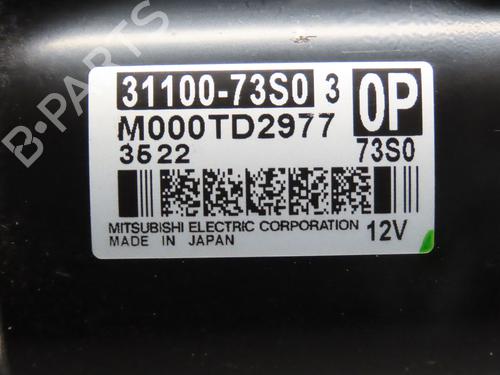 B-PARTS
31100-73S0 3
0P
M000TD2977
3522
73S0
MITSUBISHI ELECTRIC CORPORATION
MADE IN JAPAN
12V